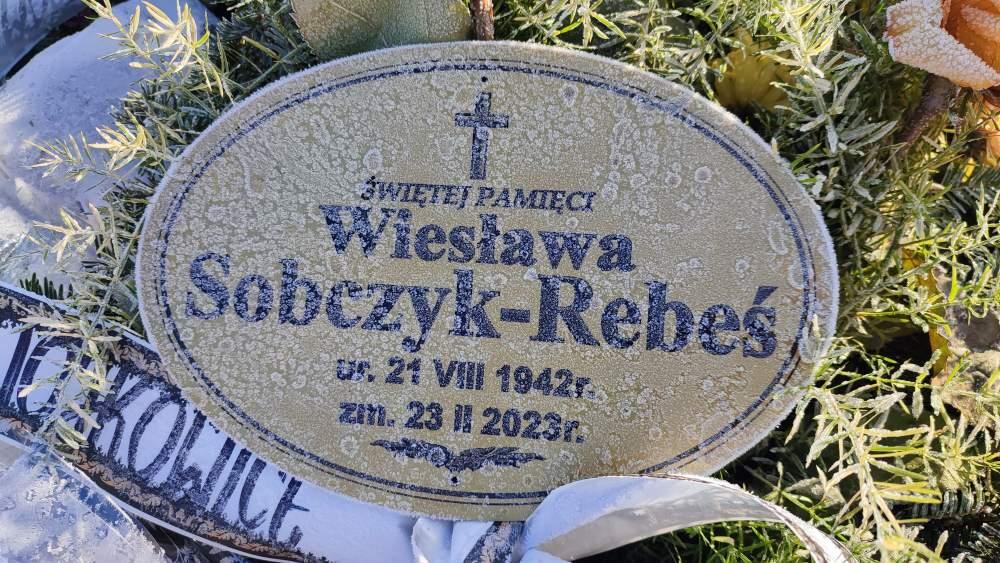 ŚWIĘTEJ PAMIĘCI
Wiesława
Sobczyk-Rebeś
ur. 21 VIII 1942r.
zm. 23 II 2023r.